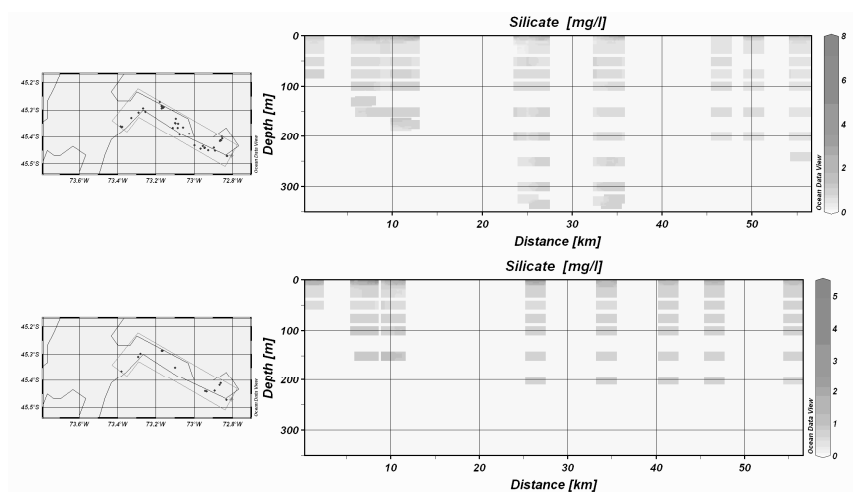 Silicate [mg/l]
0
100
200
300
Depth [m]
10
20
30
40
50
Distance [km]
Ocean Data View
8
6
4
2
0
45.2°S
45.3°S
45.4°S
45.5°S
73.6°W
73.4°W
73.2°W
73°W
72.8°W
Ocean Data View
Silicate [mg/l]
0
100
200
300
Depth [m]
10
20
30
40
50
Distance [km]
Ocean Data View
5
4
3
2
1
0
45.2°S
45.3°S
45.4°S
45.5°S
73.6°W
73.4°W
73.2°W
73°W
72.8°W
Ocean Data View